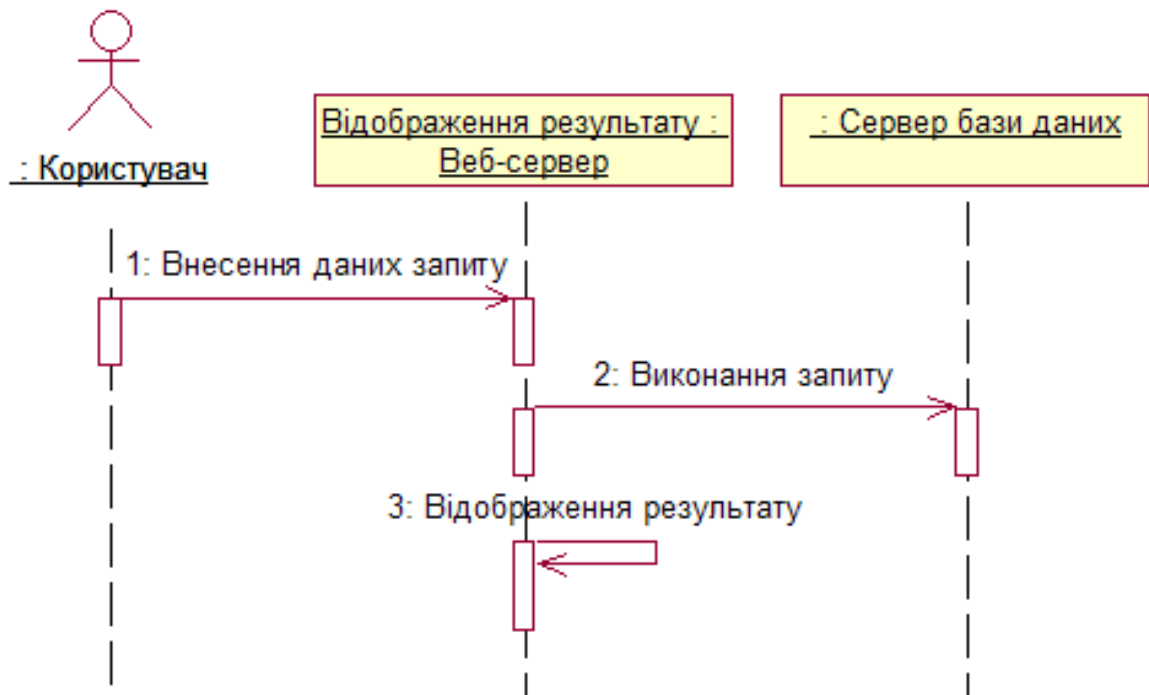 : Користувач
Відображення результату :
Веб-сервер
: Сервер бази даних
1: Внесення даних запиту
2: Виконання запиту
3: Відображення результату